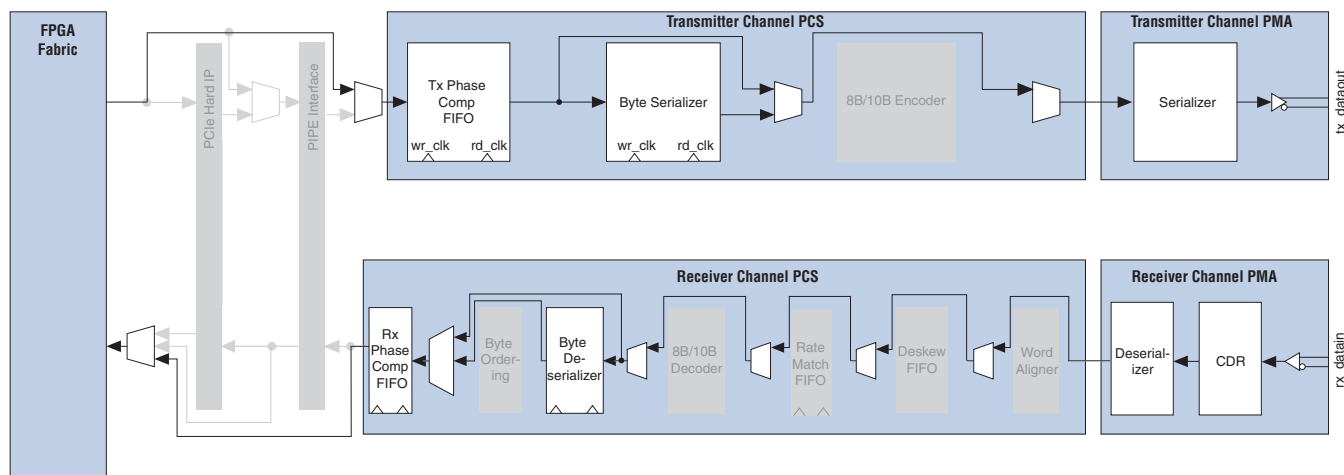 FPGA
Fabric
PCIe Hard IP
PIPE Interface
Transmitter Channel PCS
Tx Phase
Comp
FIFO
wr_clk
rd_clk
Byte Serializer
wr_clk
rd_clk
8B/10B Encoder
Transmitter Channel PMA
Serializer
tx_dataout
Receiver Channel PCS
Rx
Phase
Comp
FIFO
Byte
Order-
ing
Byte
De-
serializer
8B/10B
Decoder
Rate
Match
FIFO
Deskew
FIFO
Word
Aligner
Receiver Channel PMA
Deserial-
izer
CDR
rx_datain